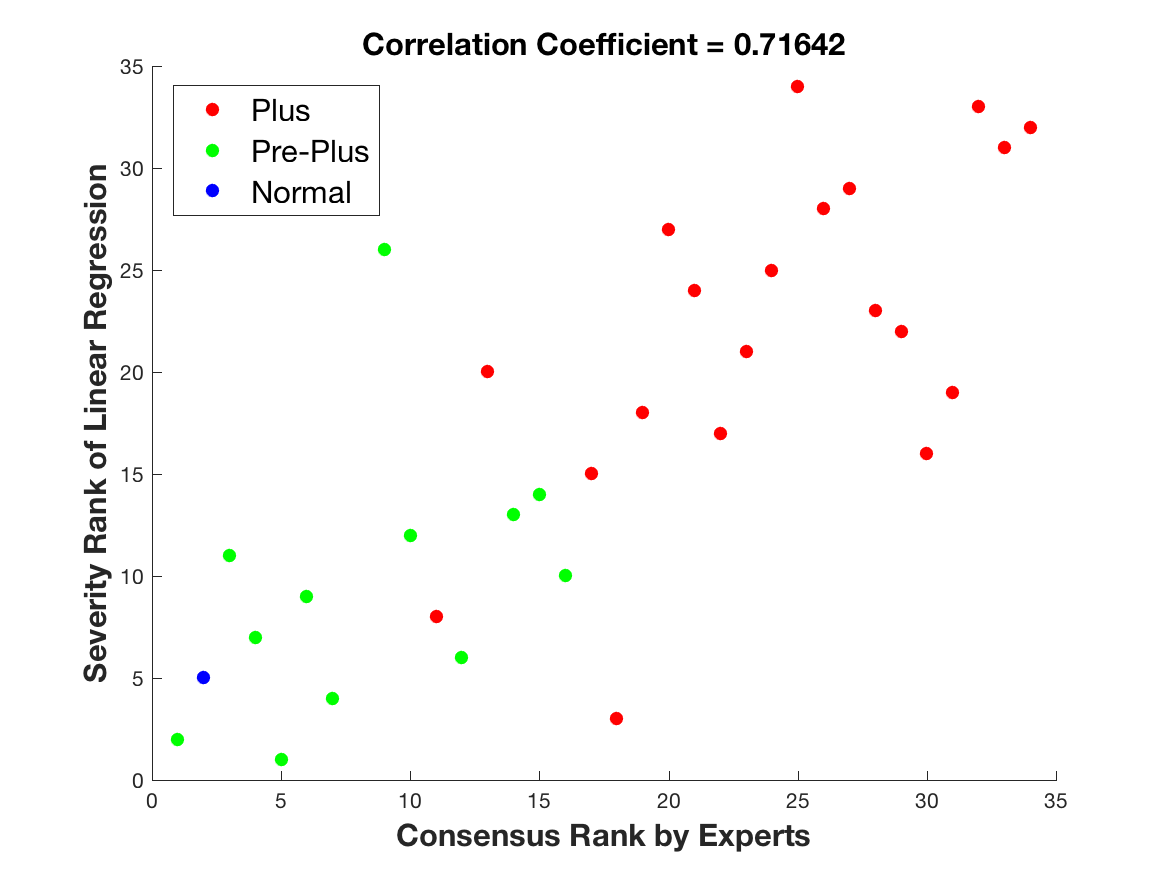 Correlation Coefficient = 0.71642
Plus
Pre-Plus
Normal
35
30
25
20
15
10
5
0
0 5 10 15 20 25 30 35
Severity Rank of Linear Regression
Consensus Rank by Experts